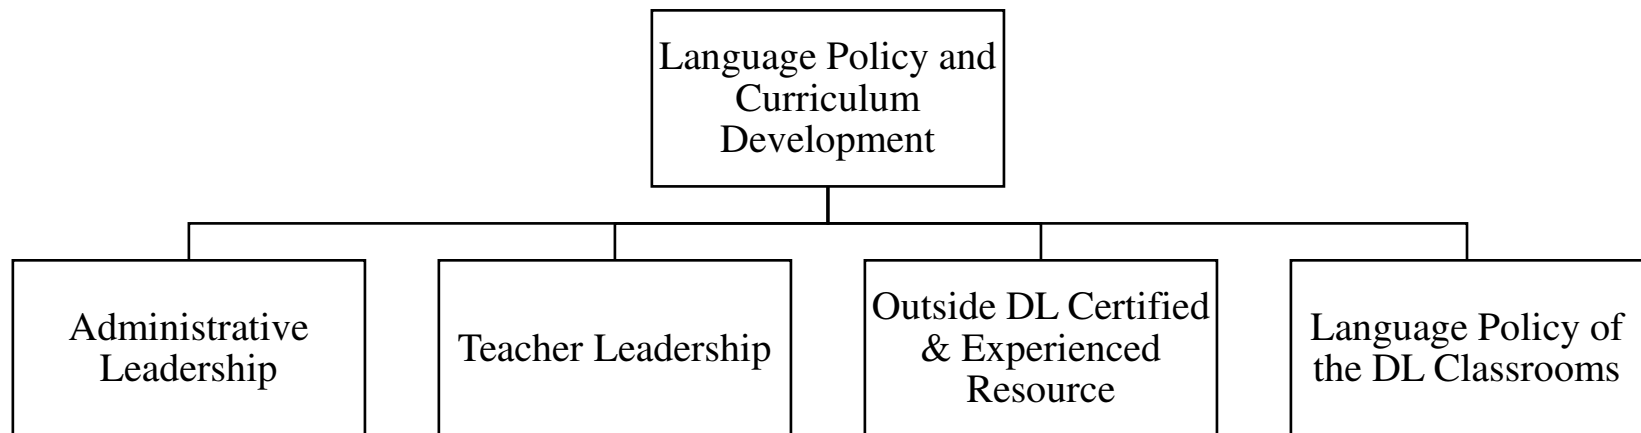 Language Policy and
Curriculum
Development
Administrative
Leadership
Teacher Leadership
Outside DL Certified
& Experienced
Resource
Language Policy of
the DL Classrooms